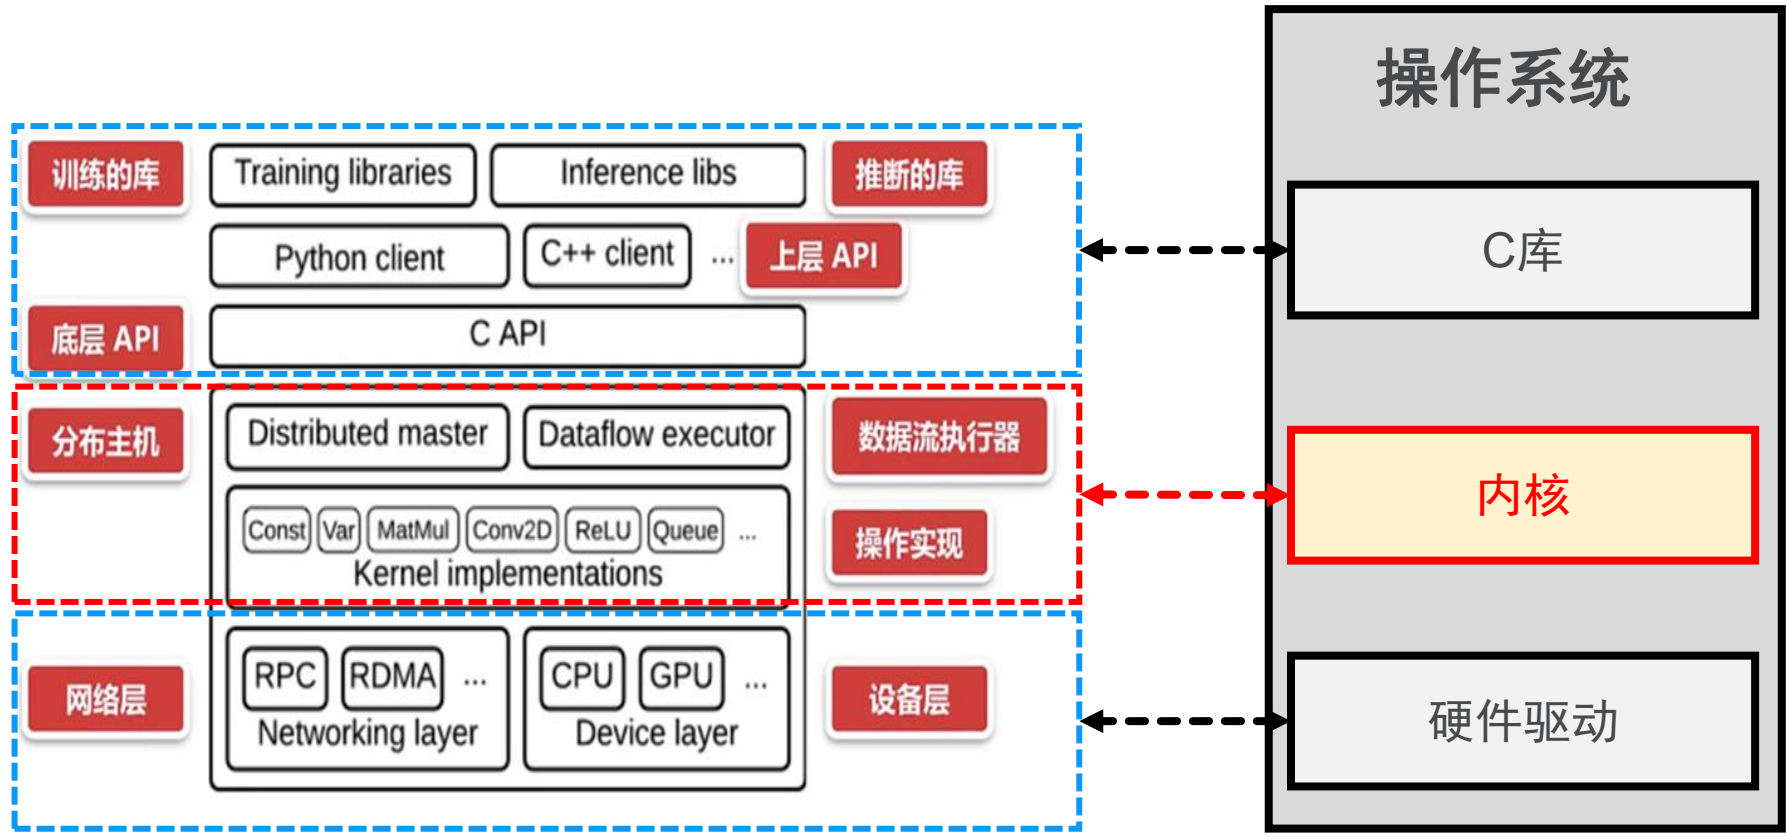 操作系统
训练的库
Training libraries
Inference libs
推断的库
Python client
C++ client
...
上层 API
底层 API
C API
C库
分布主机
Distributed master
Dataflow executor
数据流执行器
Const
Var
MatMul
Conv2D
ReLU
Queue
...
Kernel implementations
操作实现
内核
网络层
RPC
RDMA
...
Networking layer
CPU
GPU
...
Device layer
设备层
硬件驱动